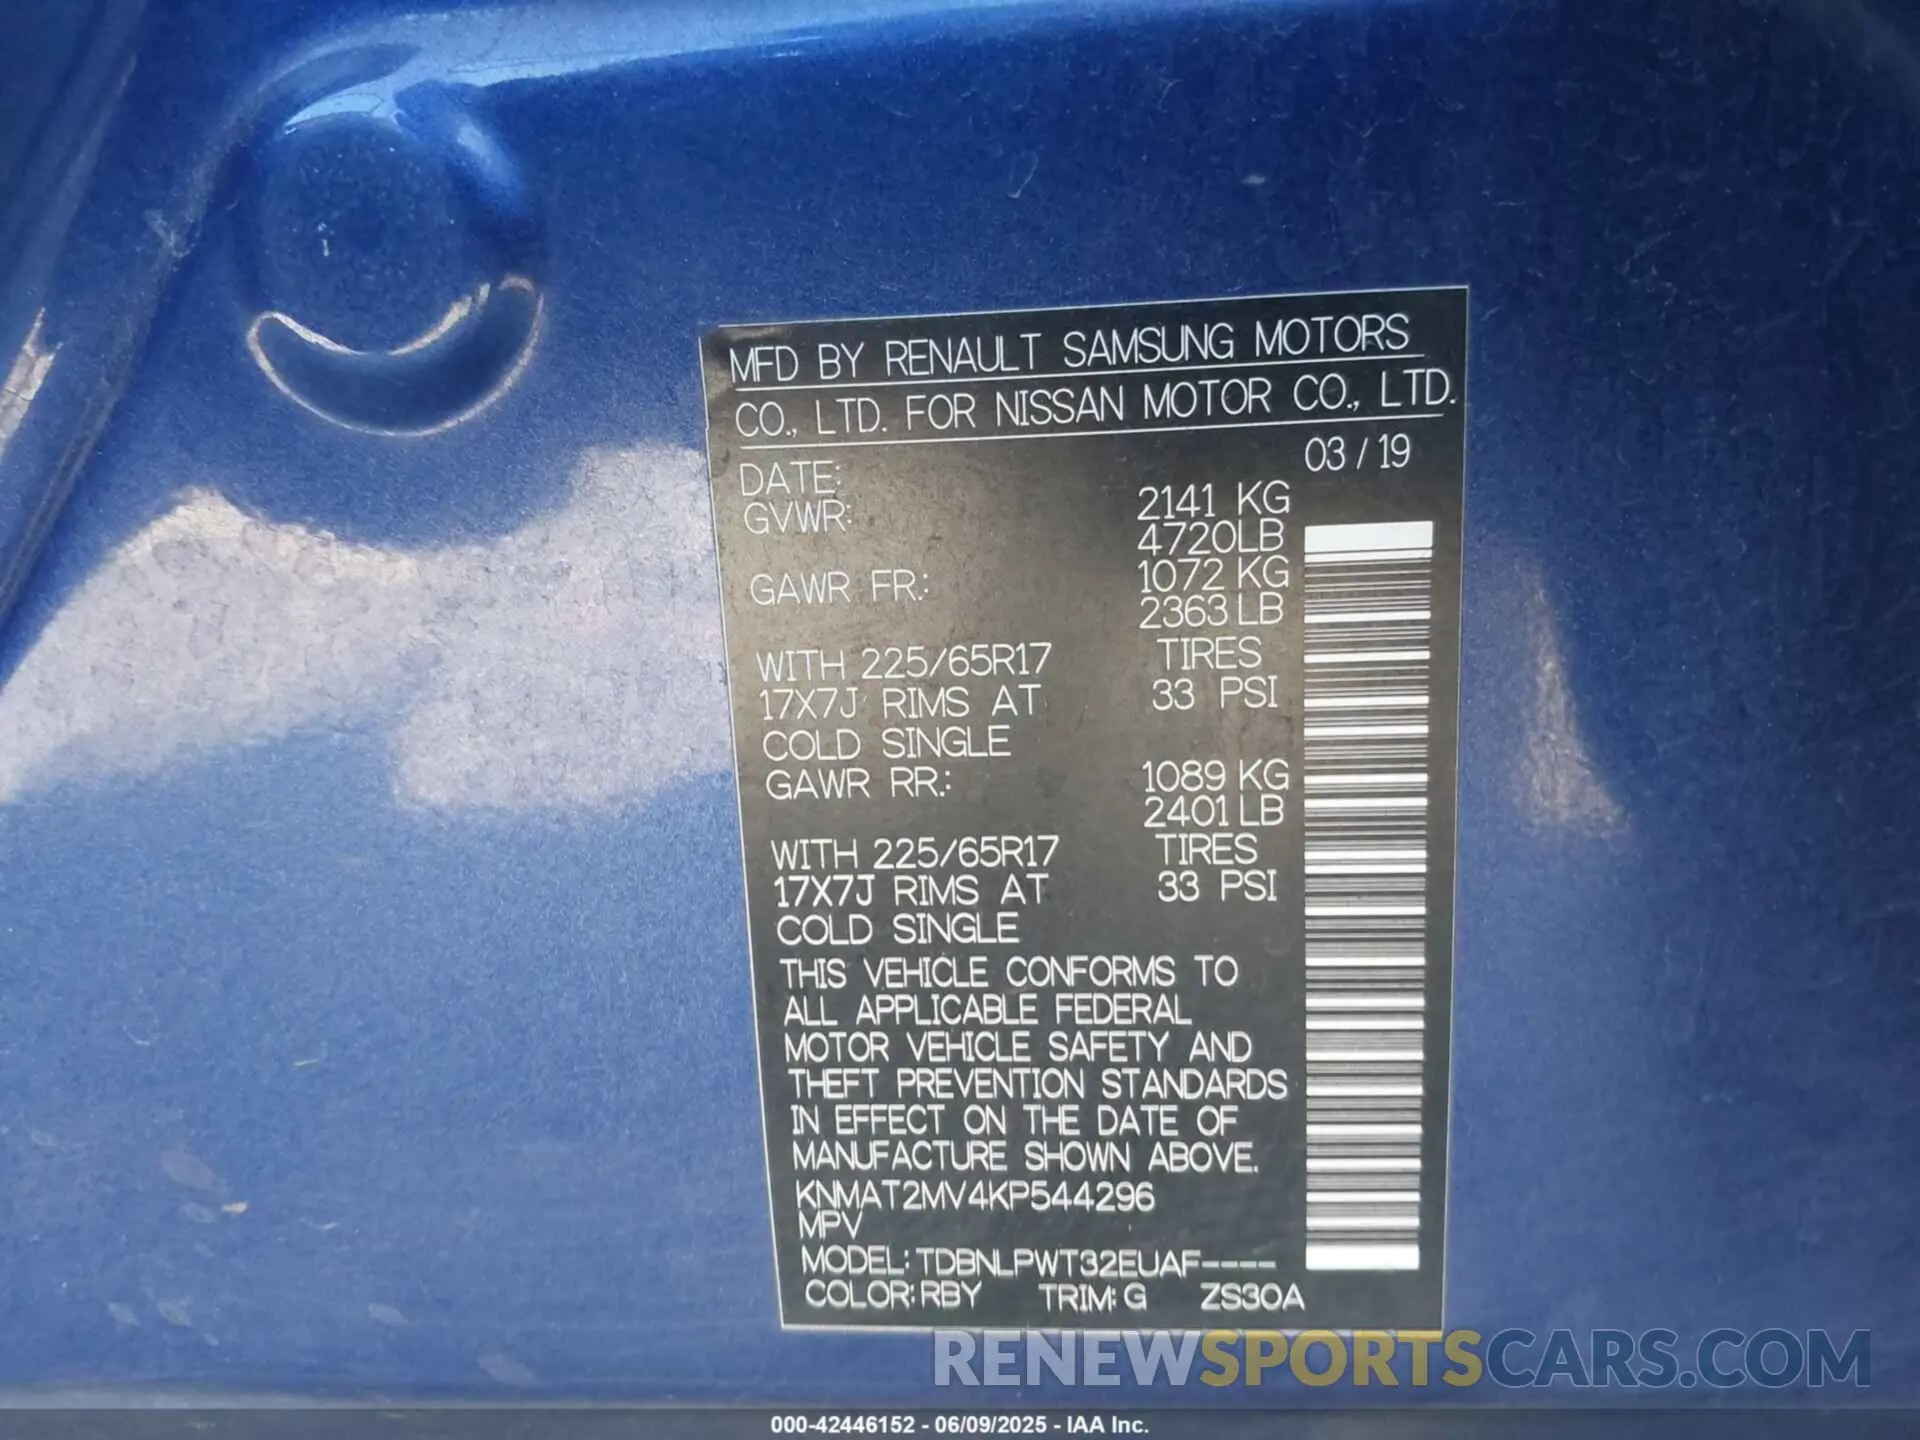 MFD BY RENAULT SAMSUNG MOTORS
CO., LTD. FOR NISSAN MOTOR CO., LTD.
DATE: 03 / 19
GVWR: 2141 KG
4720LB
GAWR FR.: 1072 KG
2363 LB
WITH 225/65R17 TIRES
17X7J RIMS AT 33 PSI
COLD SINGLE
GAWR RR.: 1089 KG
2401 LB
WITH 225/65R17 TIRES
17X7J RIMS AT 33 PSI
COLD SINGLE
THIS VEHICLE CONFORMS TO
ALL APPLICABLE FEDERAL
MOTOR VEHICLE SAFETY AND
THEFT PREVENTION STANDARDS
IN EFFECT ON THE DATE OF
MANUFACTURE SHOWN ABOVE.
KNMAT2MV4KP544296
MPV
MODEL: TDBNLPWT32EUAF----
COLOR: RBY TRIM: G ZS30A
RENEWSPORTSCARS.COM
000-42446152 - 06/09/2025 - IAA Inc.